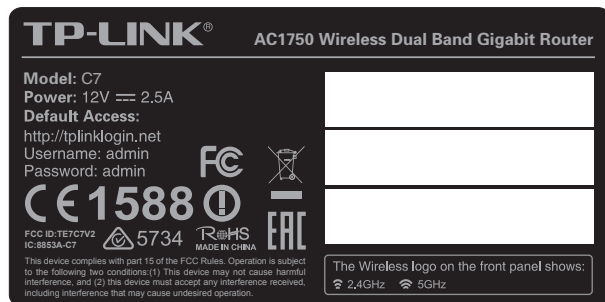 TP-LINK®
AC1750 Wireless Dual Band Gigabit Router
Model: C7
Power: 12V ⎓ 2.5A
Default Access:
http://tplinklogin.net
Username: admin
Password: admin
FC
CE1588
FCC ID:TE7C7V2
IC:8853A-C7
5734
RoHS
MADE IN CHINA
EAC
This device complies with part 15 of the FCC Rules. Operation is subject
to the following two conditions:(1) This device may not cause harmful
interference, and (2) this device must accept any interference received,
including interference that may cause undesired operation.
The Wireless logo on the front panel shows:
2.4GHz 5GHz